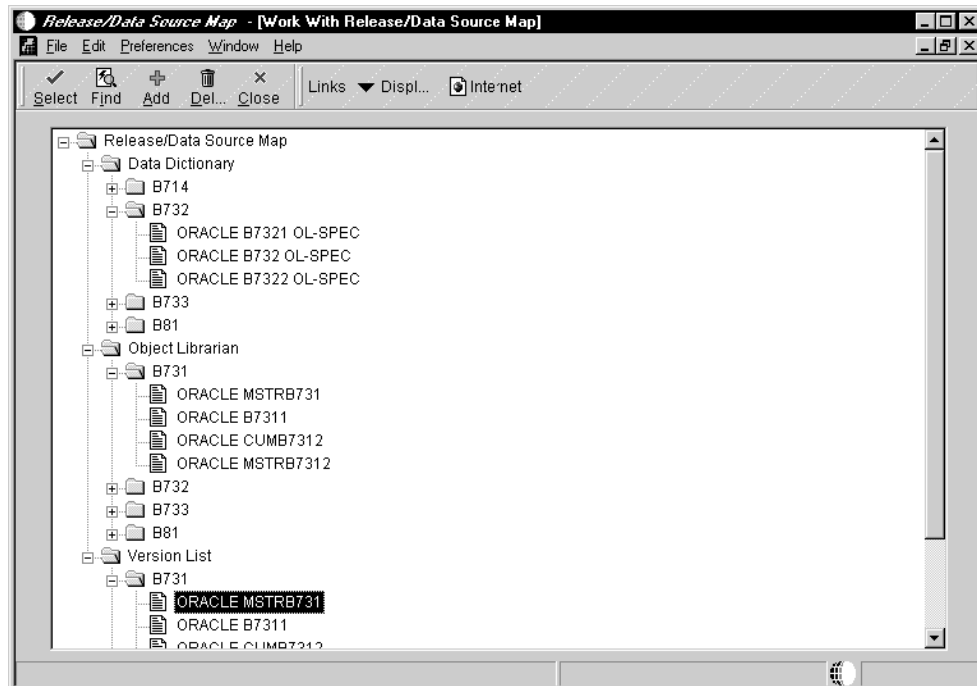 Release/Data Source Map - [Work With Release/Data Source Map]
File Edit Preferences Window Help
Select Find Add Del... Close Links Displ... Internet
Release/Data Source Map
Data Dictionary
B714
B732
ORACLE B7321 OL-SPEC
ORACLE B732 OL-SPEC
ORACLE B7322 OL-SPEC
B733
B81
Object Librarian
B731
ORACLE MSTRB731
ORACLE B7311
ORACLE CUMB7312
ORACLE MSTRB7312
B732
B733
B81
Version List
B731
ORACLE MSTRB731
ORACLE B7311
ORACLE CUMB7312